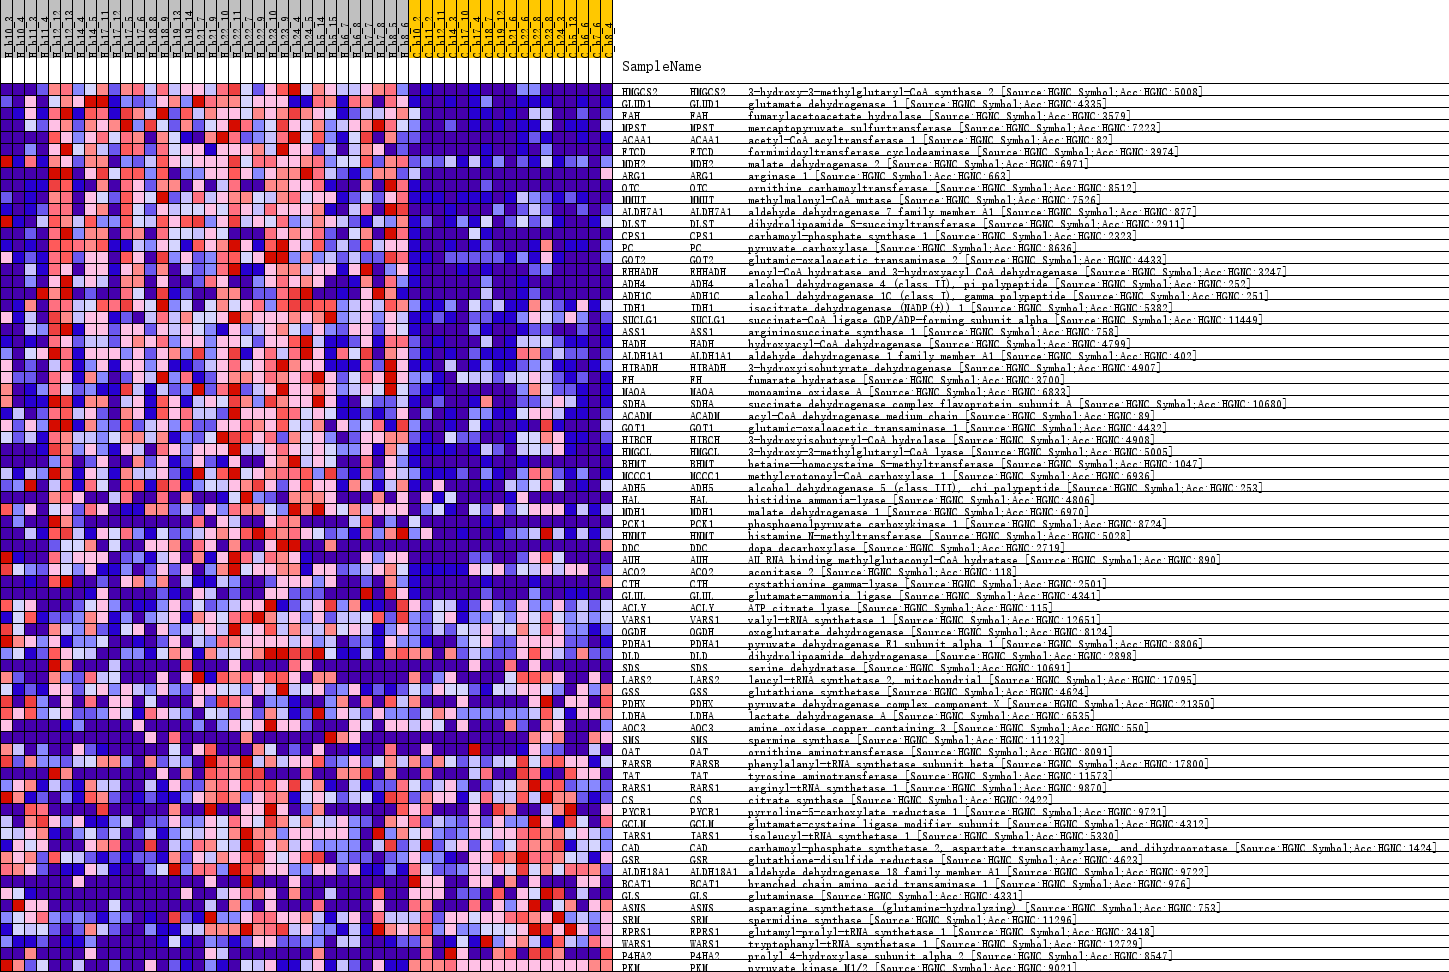 SampleName
HMGCS2 HMGCS2 3-hydroxy-3-methylglutaryl-CoA synthase 2 [Source:HGNC Symbol;Acc:HGNC:5008]
GLUD1 GLUD1 glutamate dehydrogenase 1 [Source:HGNC Symbol;Acc:HGNC:4335]
FAH FAH fumarylacetoacetate hydrolase [Source:HGNC Symbol;Acc:HGNC:3579]
MPST MPST mercaptopyruvate sulfurtransferase [Source:HGNC Symbol;Acc:HGNC:7223]
ACAA1 ACAA1 acetyl-CoA acyltransferase 1 [Source:HGNC Symbol;Acc:HGNC:82]
FTCD FTCD formimidoyltransferase cyclodeaminase [Source:HGNC Symbol;Acc:HGNC:3974]
MDH2 MDH2 malate dehydrogenase 2 [Source:HGNC Symbol;Acc:HGNC:6971]
ARG1 ARG1 arginase 1 [Source:HGNC Symbol;Acc:HGNC:663]
OTC OTC ornithine carbamoyltransferase [Source:HGNC Symbol;Acc:HGNC:8512]
MMUT MMUT methylmalonyl-CoA mutase [Source:HGNC Symbol;Acc:HGNC:7526]
ALDH7A1 ALDH7A1 aldehyde dehydrogenase 7 family member A1 [Source:HGNC Symbol;Acc:HGNC:877]
DLST DLST dihydrolipoamide S-succinyltransferase [Source:HGNC Symbol;Acc:HGNC:2911]
CPS1 CPS1 carbamoyl-phosphate synthase 1 [Source:HGNC Symbol;Acc:HGNC:2323]
PC PC pyruvate carboxylase [Source:HGNC Symbol;Acc:HGNC:8636]
GOT2 GOT2 glutamic-oxaloacetic transaminase 2 [Source:HGNC Symbol;Acc:HGNC:4433]
EHHADH EHHADH enoyl-CoA hydratase and 3-hydroxyacyl CoA dehydrogenase [Source:HGNC Symbol;Acc:HGNC:3247]
ADH4 ADH4 alcohol dehydrogenase 4 (class II), pi polypeptide [Source:HGNC Symbol;Acc:HGNC:252]
ADH1C ADH1C alcohol dehydrogenase 1C (class I), gamma polypeptide [Source:HGNC Symbol;Acc:HGNC:251]
IDH1 IDH1 isocitrate dehydrogenase (NADP(+)) 1 [Source:HGNC Symbol;Acc:HGNC:5382]
SUCLG1 SUCLG1 succinate-CoA ligase GDP/ADP-forming subunit alpha [Source:HGNC Symbol;Acc:HGNC:11449]
ASS1 ASS1 argininosuccinate synthase 1 [Source:HGNC Symbol;Acc:HGNC:758]
HADH HADH hydroxyacyl-CoA dehydrogenase [Source:HGNC Symbol;Acc:HGNC:4799]
ALDH1A1 ALDH1A1 aldehyde dehydrogenase 1 family member A1 [Source:HGNC Symbol;Acc:HGNC:402]
HIBADH HIBADH 3-hydroxyisobutyrate dehydrogenase [Source:HGNC Symbol;Acc:HGNC:4907]
FH FH fumarate hydratase [Source:HGNC Symbol;Acc:HGNC:3700]
MAOA MAOA monoamine oxidase A [Source:HGNC Symbol;Acc:HGNC:6833]
SDHA SDHA succinate dehydrogenase complex flavoprotein subunit A [Source:HGNC Symbol;Acc:HGNC:10680]
ACADM ACADM acyl-CoA dehydrogenase medium chain [Source:HGNC Symbol;Acc:HGNC:89]
GOT1 GOT1 glutamic-oxaloacetic transaminase 1 [Source:HGNC Symbol;Acc:HGNC:4432]
HIBCH HIBCH 3-hydroxyisobutyryl-CoA hydrolase [Source:HGNC Symbol;Acc:HGNC:4908]
HMGCL HMGCL 3-hydroxy-3-methylglutaryl-CoA lyase [Source:HGNC Symbol;Acc:HGNC:5005]
BHMT BHMT betaine--homocysteine S-methyltransferase [Source:HGNC Symbol;Acc:HGNC:1047]
MCCC1 MCCC1 methylcrotonoyl-CoA carboxylase 1 [Source:HGNC Symbol;Acc:HGNC:6936]
ADH5 ADH5 alcohol dehydrogenase 5 (class III), chi polypeptide [Source:HGNC Symbol;Acc:HGNC:253]
HAL HAL histidine ammonia-lyase [Source:HGNC Symbol;Acc:HGNC:4806]
MDH1 MDH1 malate dehydrogenase 1 [Source:HGNC Symbol;Acc:HGNC:6970]
PCK1 PCK1 phosphoenolpyruvate carboxykinase 1 [Source:HGNC Symbol;Acc:HGNC:8724]
HNMT HNMT histamine N-methyltransferase [Source:HGNC Symbol;Acc:HGNC:5028]
DDC DDC dopa decarboxylase [Source:HGNC Symbol;Acc:HGNC:2719]
AUH AUH AU RNA binding methylglutaconyl-CoA hydratase [Source:HGNC Symbol;Acc:HGNC:890]
ACO2 ACO2 aconitase 2 [Source:HGNC Symbol;Acc:HGNC:118]
CTH CTH cystathionine gamma-lyase [Source:HGNC Symbol;Acc:HGNC:2501]
GLUL GLUL glutamate-ammonia ligase [Source:HGNC Symbol;Acc:HGNC:4341]
ACLY ACLY ATP citrate lyase [Source:HGNC Symbol;Acc:HGNC:115]
VARS1 VARS1 valyl-tRNA synthetase 1 [Source:HGNC Symbol;Acc:HGNC:12651]
OGDH OGDH oxoglutarate dehydrogenase [Source:HGNC Symbol;Acc:HGNC:8124]
PDHA1 PDHA1 pyruvate dehydrogenase E1 subunit alpha 1 [Source:HGNC Symbol;Acc:HGNC:8806]
DLD DLD dihydrolipoamide dehydrogenase [Source:HGNC Symbol;Acc:HGNC:2898]
SDS SDS serine dehydratase [Source:HGNC Symbol;Acc:HGNC:10691]
LARS2 LARS2 leucyl-tRNA synthetase 2, mitochondrial [Source:HGNC Symbol;Acc:HGNC:17095]
GSS GSS glutathione synthetase [Source:HGNC Symbol;Acc:HGNC:4624]
PDHX PDHX pyruvate dehydrogenase complex component X [Source:HGNC Symbol;Acc:HGNC:21350]
LDHA LDHA lactate dehydrogenase A [Source:HGNC Symbol;Acc:HGNC:6535]
AOC3 AOC3 amine oxidase copper containing 3 [Source:HGNC Symbol;Acc:HGNC:550]
SMS SMS spermine synthase [Source:HGNC Symbol;Acc:HGNC:11123]
OAT OAT ornithine aminotransferase [Source:HGNC Symbol;Acc:HGNC:8091]
FARSB FARSB phenylalanyl-tRNA synthetase subunit beta [Source:HGNC Symbol;Acc:HGNC:17800]
TAT TAT tyrosine aminotransferase [Source:HGNC Symbol;Acc:HGNC:11573]
RARS1 RARS1 arginyl-tRNA synthetase 1 [Source:HGNC Symbol;Acc:HGNC:9870]
CS CS citrate synthase [Source:HGNC Symbol;Acc:HGNC:2422]
PYCR1 PYCR1 pyrroline-5-carboxylate reductase 1 [Source:HGNC Symbol;Acc:HGNC:9721]
GCLM GCLM glutamate-cysteine ligase modifier subunit [Source:HGNC Symbol;Acc:HGNC:4312]
IARS1 IARS1 isoleucyl-tRNA synthetase 1 [Source:HGNC Symbol;Acc:HGNC:5330]
CAD CAD carbamoyl-phosphate synthetase 2, aspartate transcarbamylase, and dihydroorotase [Source:HGNC Symbol;Acc:HGNC:1424]
GSR GSR glutathione-disulfide reductase [Source:HGNC Symbol;Acc:HGNC:4623]
ALDH18A1 ALDH18A1 aldehyde dehydrogenase 18 family member A1 [Source:HGNC Symbol;Acc:HGNC:9722]
BCAT1 BCAT1 branched chain amino acid transaminase 1 [Source:HGNC Symbol;Acc:HGNC:976]
GLS GLS glutaminase [Source:HGNC Symbol;Acc:HGNC:4331]
ASNS ASNS asparagine synthetase (glutamine-hydrolyzing) [Source:HGNC Symbol;Acc:HGNC:753]
SRM SRM spermidine synthase [Source:HGNC Symbol;Acc:HGNC:11296]
EPRS1 EPRS1 glutamyl-prolyl-tRNA synthetase 1 [Source:HGNC Symbol;Acc:HGNC:3418]
WARS1 WARS1 tryptophanyl-tRNA synthetase 1 [Source:HGNC Symbol;Acc:HGNC:12729]
P4HA2 P4HA2 prolyl 4-hydroxylase subunit alpha 2 [Source:HGNC Symbol;Acc:HGNC:8547]
PKM PKM pyruvate kinase M1/2 [Source:HGNC Symbol;Acc:HGNC:9021]